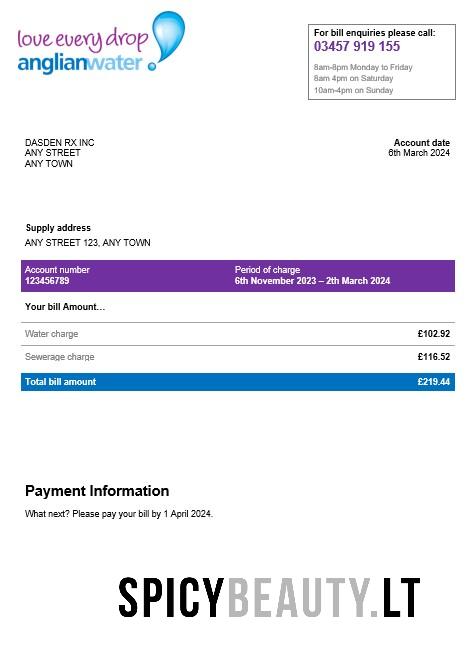 love every drop
anglianwater
For bill enquiries please call:
03457 919 155
8am-8pm Monday to Friday
8am 4pm on Saturday
10am-4pm on Sunday
DASDEN RX INC
ANY STREET
ANY TOWN
Account date
6th March 2024
Supply address
ANY STREET 123, ANY TOWN
Account number
123456789
Period of charge
6th November 2023 – 2th March 2024
Your bill Amount...
Water charge £102.92
Sewerage charge £116.52
Total bill amount £219.44
Payment Information
What next? Please pay your bill by 1 April 2024.
SPICYBEAUTY.LT